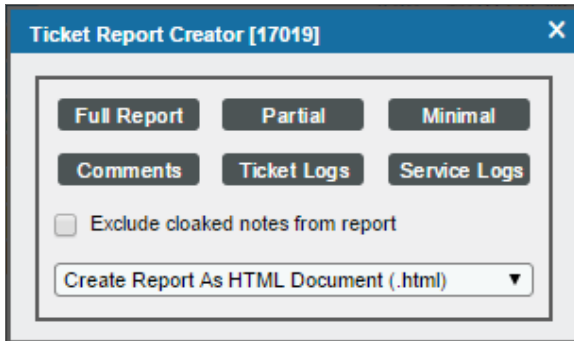 Ticket Report Creator [17019]
Full Report Partial Minimal
Comments Ticket Logs Service Logs
Exclude cloaked notes from report
Create Report As HTML Document (.html)